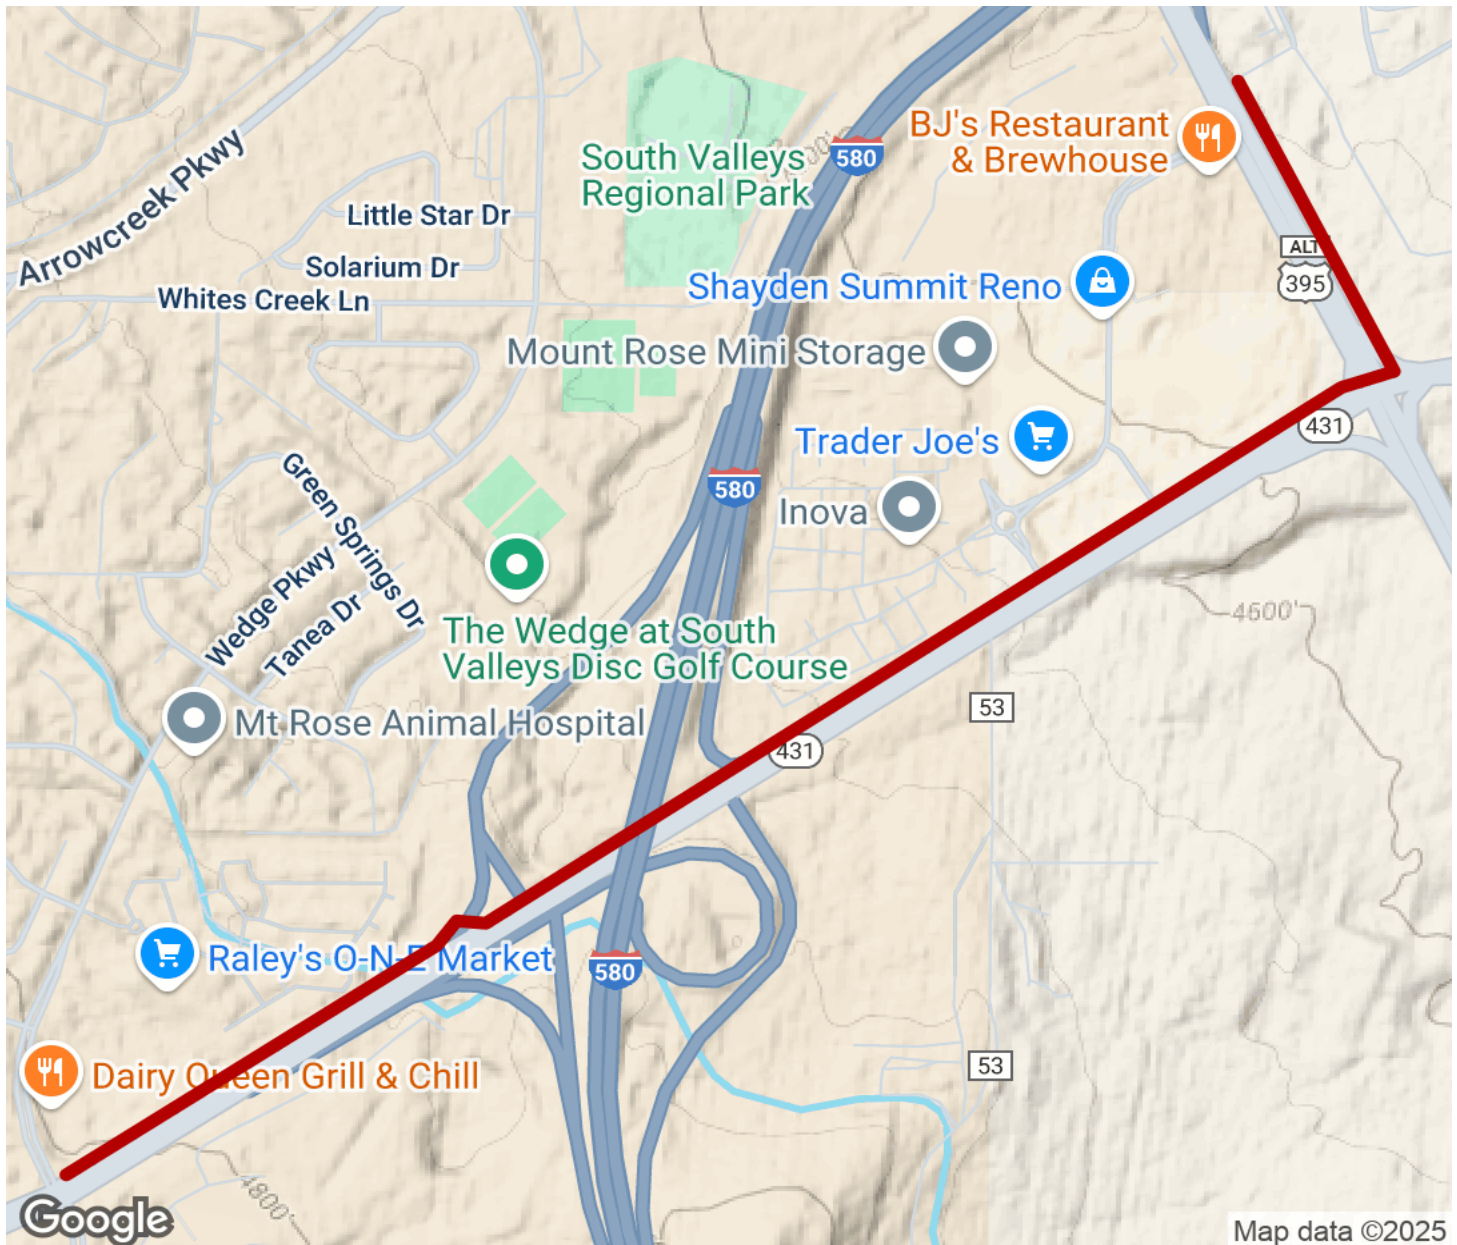 Arrowcreek Pkwy
Little Star Dr
Solarium Dr
Whites Creek Ln
South Valleys
Regional Park
580
BJ's Restaurant
& Brewhouse
ALT
395
Shayden Summit Reno
Mount Rose Mini Storage
431
Trader Joe's
580
Inova
Green Springs Dr
Wedge Pkwy
Tanea Dr
4600'
The Wedge at South
Valleys Disc Golf Course
53
Mt Rose Animal Hospital
431
Raley's O-N-E Market
580
53
Dairy Queen Grill & Chill
4800'
Google
Map data ©2025